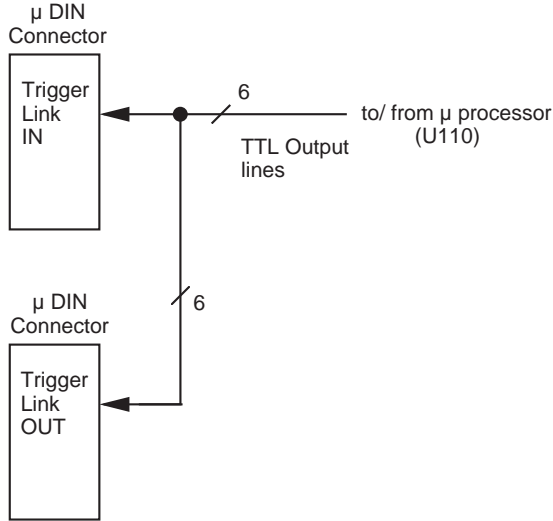 µ DIN
Connector
Trigger
Link
IN
6
to/ from µ processor
(U110)
TTL Output
lines
6
µ DIN
Connector
Trigger
Link
OUT